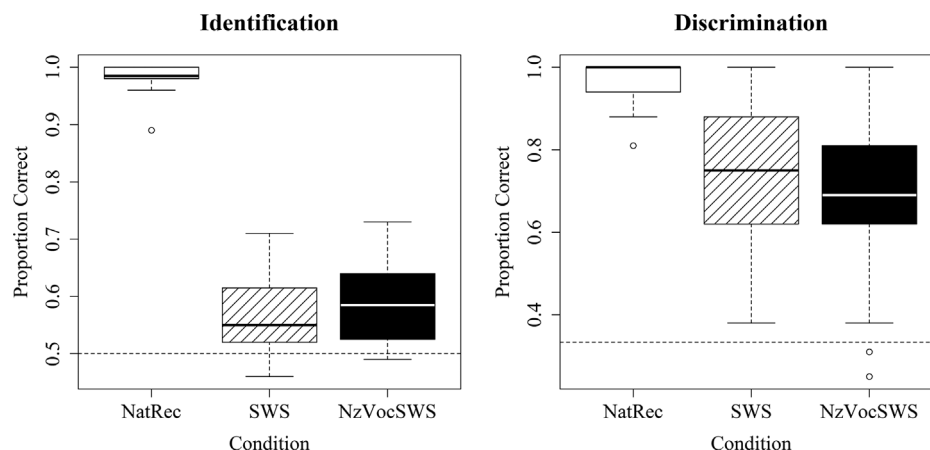 Identification
Proportion Correct
1.0
0.9
0.8
0.7
0.6
0.5
NatRec SWS NzVocSWS
Condition
Discrimination
Proportion Correct
1.0
0.8
0.6
0.4
NatRec SWS NzVocSWS
Condition